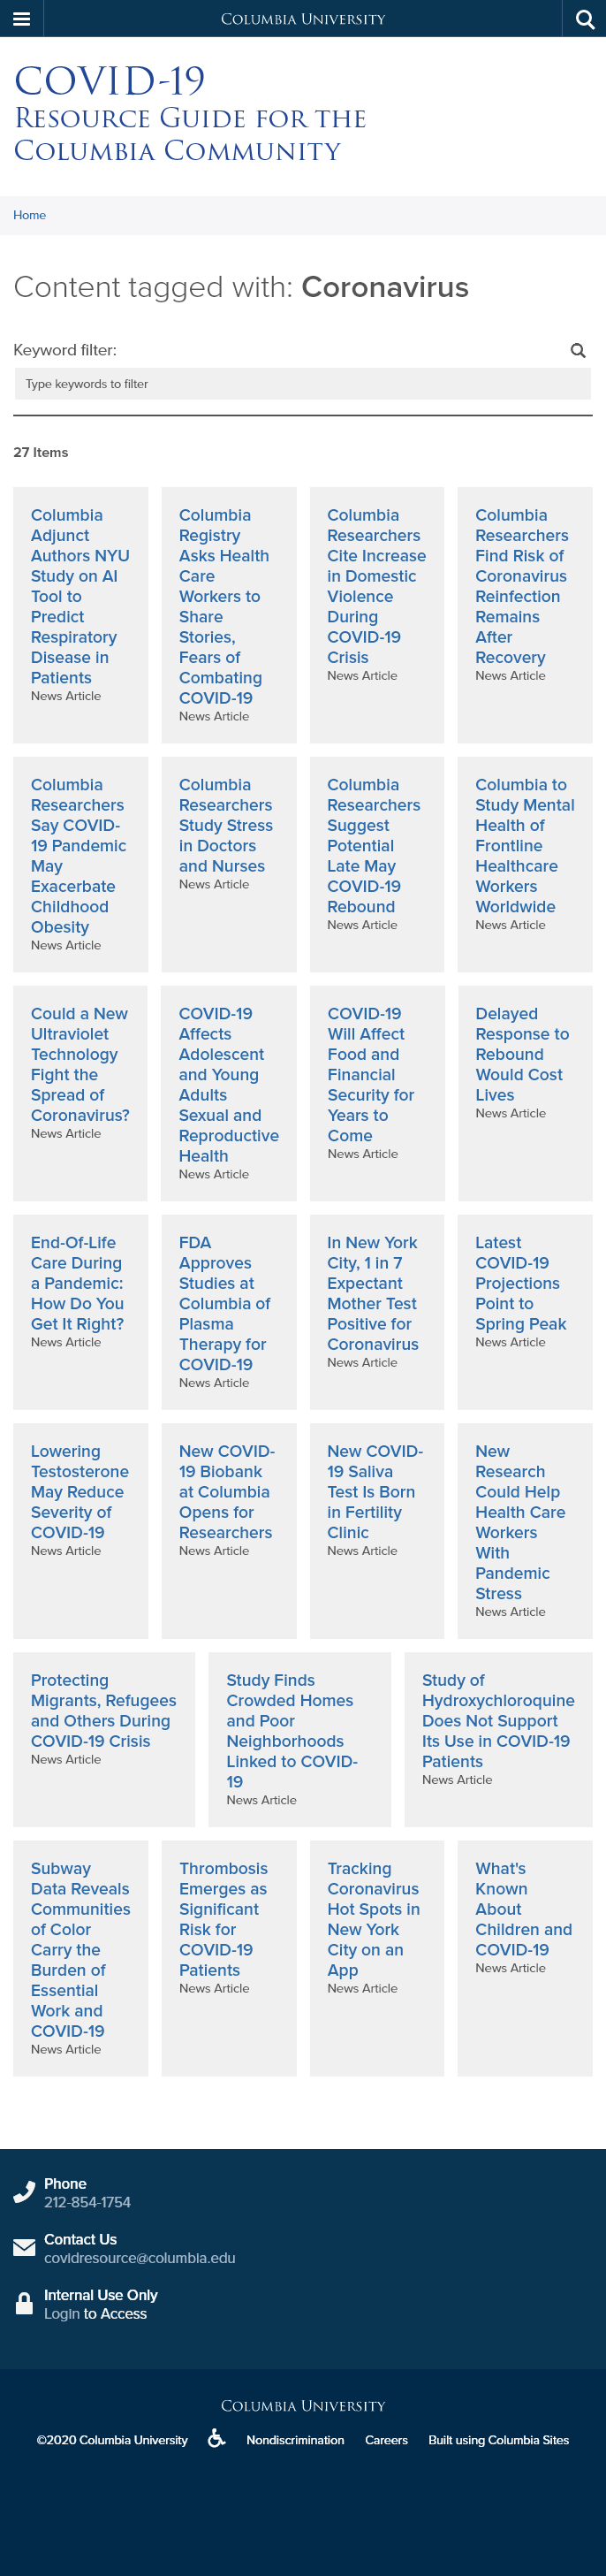 Columbia University
COVID-19
Resource Guide for the
Columbia Community
Home
Content tagged with: Coronavirus
Keyword filter:
Type keywords to filter
27 Items
Columbia
Adjunct
Authors NYU
Study on AI
Tool to
Predict
Respiratory
Disease in
Patients
News Article
Columbia
Registry
Asks Health
Care
Workers to
Share
Stories,
Fears of
Combating
COVID-19
News Article
Columbia
Researchers
Cite Increase
in Domestic
Violence
During
COVID-19
Crisis
News Article
Columbia
Researchers
Find Risk of
Coronavirus
Reinfection
Remains
After
Recovery
News Article
Columbia
Researchers
Say COVID-
19 Pandemic
May
Exacerbate
Childhood
Obesity
News Article
Columbia
Researchers
Study Stress
in Doctors
and Nurses
News Article
Columbia
Researchers
Suggest
Potential
Late May
COVID-19
Rebound
News Article
Columbia to
Study Mental
Health of
Frontline
Healthcare
Workers
Worldwide
News Article
Could a New
Ultraviolet
Technology
Fight the
Spread of
Coronavirus?
News Article
COVID-19
Affects
Adolescent
and Young
Adults
Sexual and
Reproductive
Health
News Article
COVID-19
Will Affect
Food and
Financial
Security for
Years to
Come
News Article
Delayed
Response to
Rebound
Would Cost
Lives
News Article
End-Of-Life
Care During
a Pandemic:
How Do You
Get It Right?
News Article
FDA
Approves
Studies at
Columbia of
Plasma
Therapy for
COVID-19
News Article
In New York
City, 1 in 7
Expectant
Mother Test
Positive for
Coronavirus
News Article
Latest
COVID-19
Projections
Point to
Spring Peak
News Article
Lowering
Testosterone
May Reduce
Severity of
COVID-19
News Article
New COVID-
19 Biobank
at Columbia
Opens for
Researchers
News Article
New COVID-
19 Saliva
Test Is Born
in Fertility
Clinic
News Article
New
Research
Could Help
Health Care
Workers
With
Pandemic
Stress
News Article
Protecting
Migrants, Refugees
and Others During
COVID-19 Crisis
News Article
Study Finds
Crowded Homes
and Poor
Neighborhoods
Linked to COVID-
19
News Article
Study of
Hydroxychloroquine
Does Not Support
Its Use in COVID-19
Patients
News Article
Subway
Data Reveals
Communities
of Color
Carry the
Burden of
Essential
Work and
COVID-19
News Article
Thrombosis
Emerges as
Significant
Risk for
COVID-19
Patients
News Article
Tracking
Coronavirus
Hot Spots in
New York
City on an
App
News Article
What's
Known
About
Children and
COVID-19
News Article
Phone
212-854-1754
Contact Us
covidresource@columbia.edu
Internal Use Only
Login to Access
Columbia University
©2020 Columbia University Nondiscrimination Careers Built using Columbia Sites